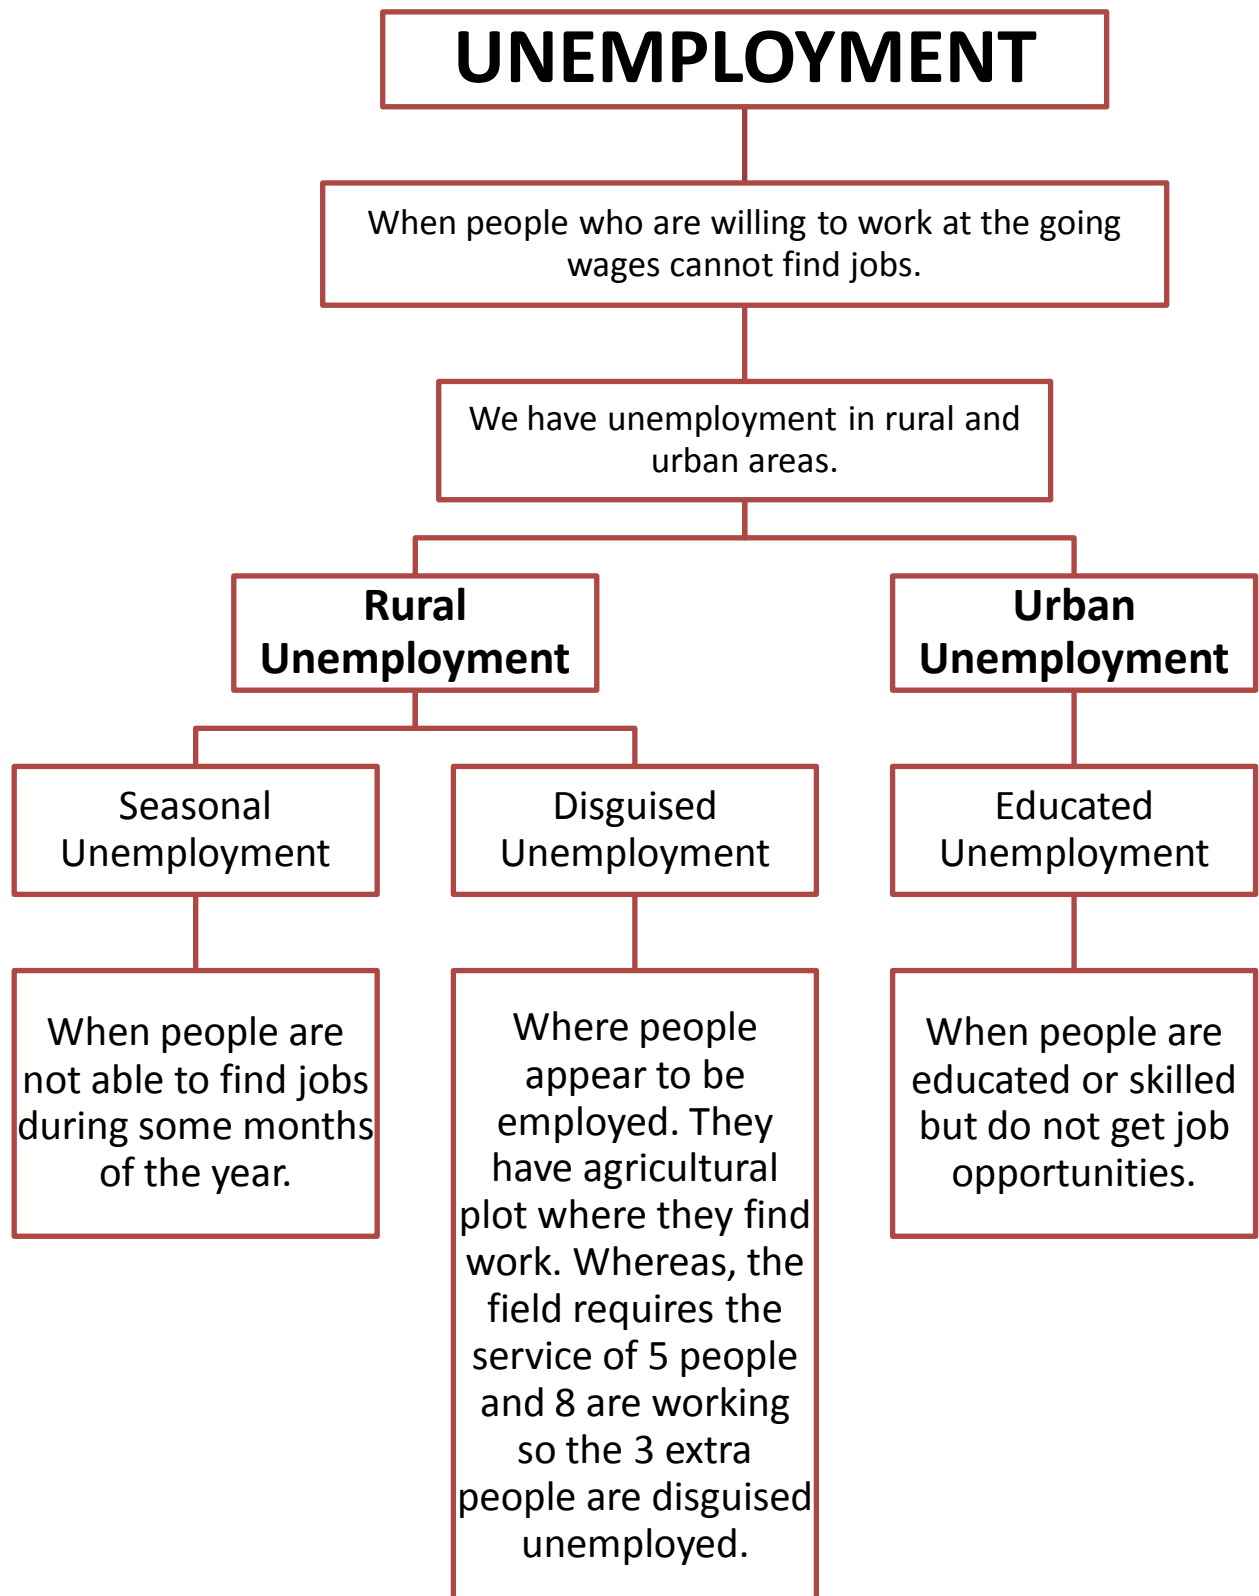 UNEMPLOYMENT
When people who are willing to work at the going
wages cannot find jobs.
We have unemployment in rural and
urban areas.
Rural
Unemployment
Urban
Unemployment
Seasonal
Unemployment
Disguised
Unemployment
Educated
Unemployment
When people are
not able to find jobs
during some months
of the year.
Where people
appear to be
employed. They
have agricultural
plot where they find
work. Whereas, the
field requires the
service of 5 people
and 8 are working
so the 3 extra
people are disguised
unemployed.
When people are
educated or skilled
but do not get job
opportunities.